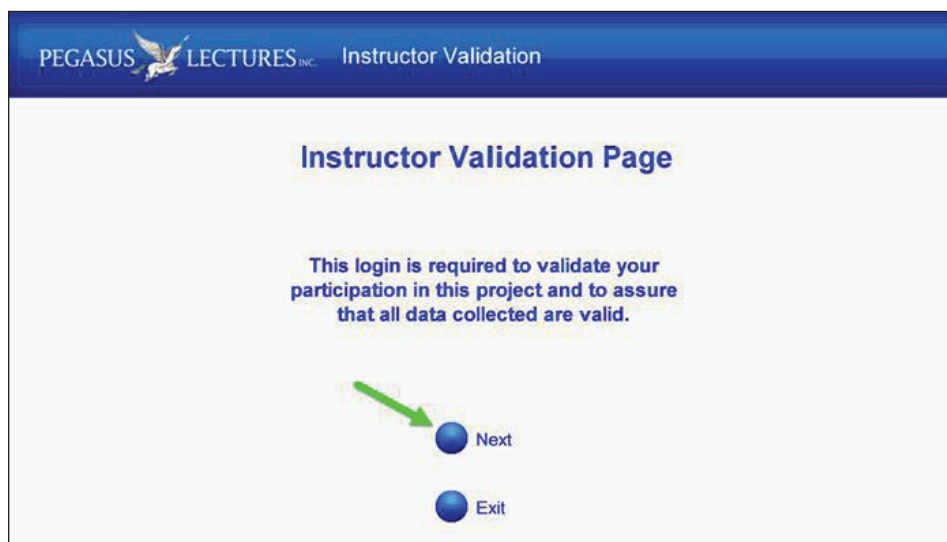 PEGASUS LECTURES INC. Instructor Validation
Instructor Validation Page
This login is required to validate your
participation in this project and to assure
that all data collected are valid.
Next
Exit